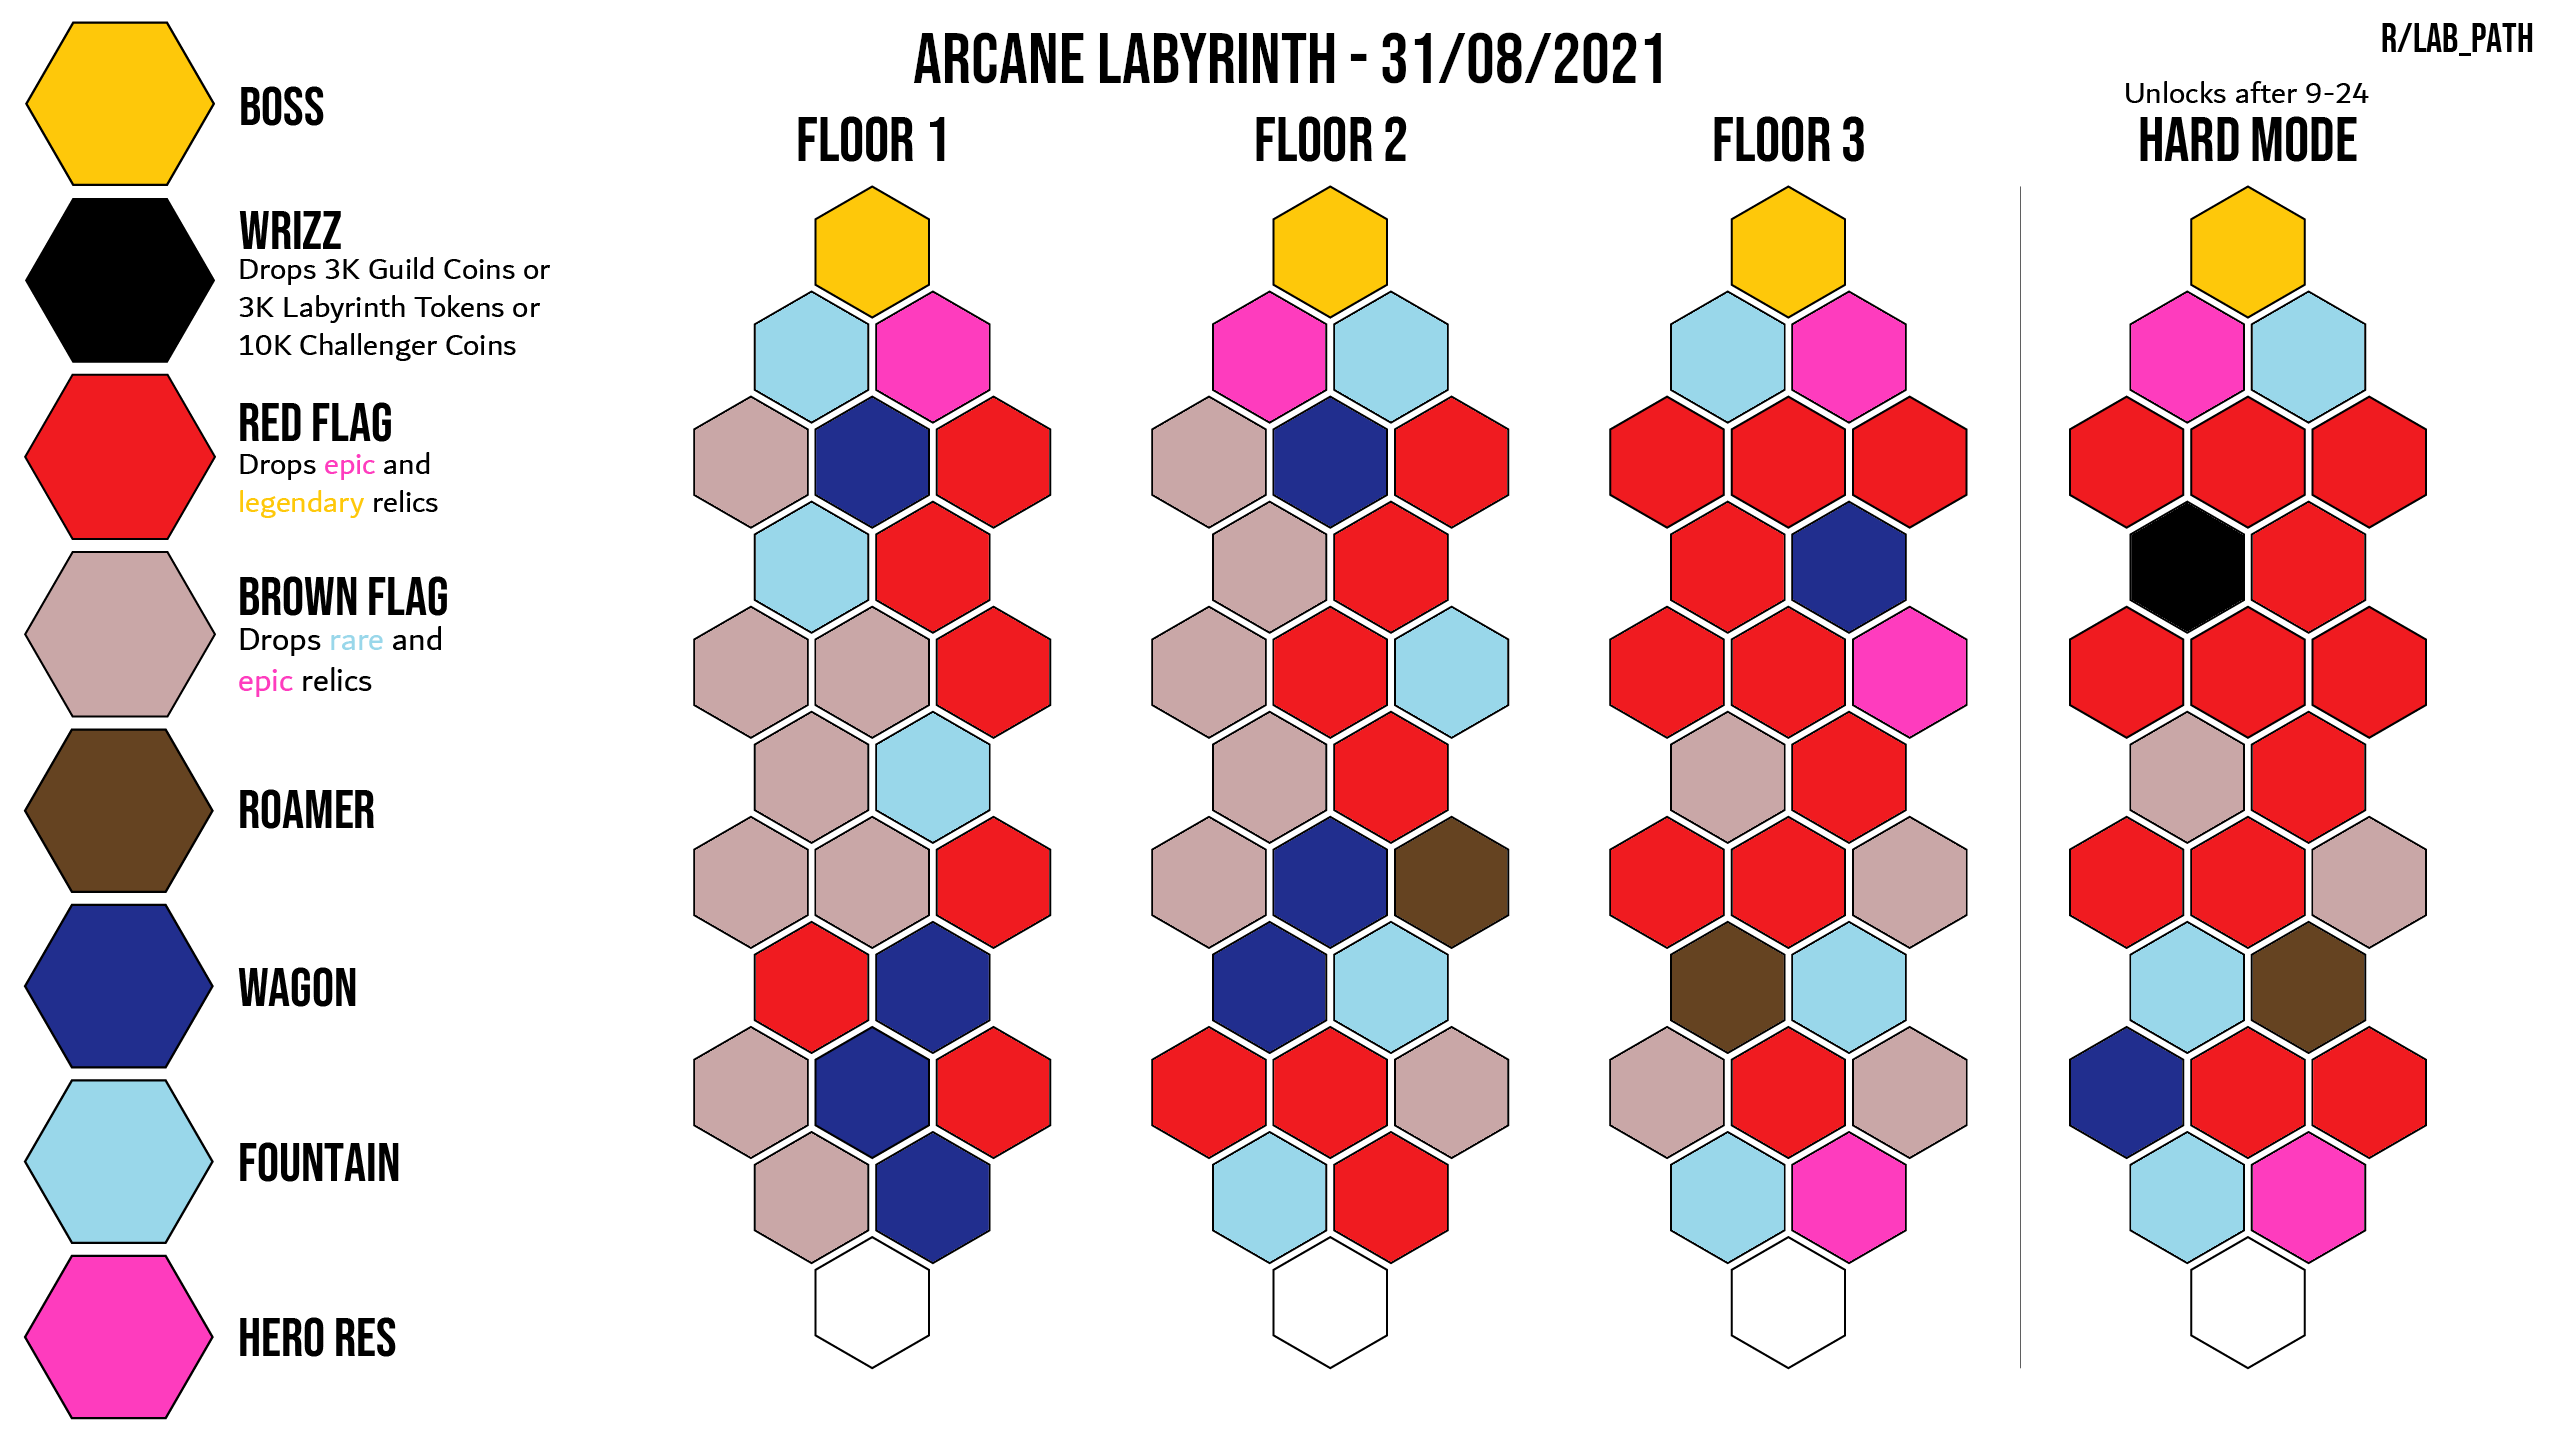 ARCANE LABYRINTH - 31/08/2021
R/LAB_PATH
BOSS
WRIZZ
Drops 3K Guild Coins or
3K Labyrinth Tokens or
10K Challenger Coins
RED FLAG
Drops epic and
legendary relics
BROWN FLAG
Drops rare and
epic relics
ROAMER
WAGON
FOUNTAIN
HERO RES
FLOOR 1
FLOOR 2
FLOOR 3
Unlocks after 9-24
HARD MODE